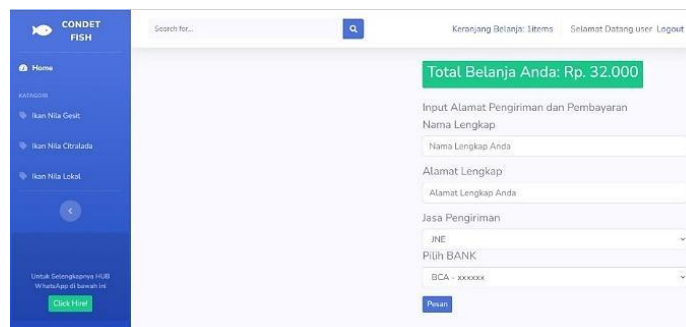 CONDET
FISH
Search for...
Keranjang Belanja: 1items
Selamat Datang user
Logout
Home
KATAGORI
Ikan Nila Gesit
Ikan Nila Citralada
Ikan Nila Lokal
Untuk Selengkapnya HUB
WhatsApp di bawah ini
Click Hire!
Total Belanja Anda: Rp. 32.000
Input Alamat Pengiriman dan Pembayaran
Nama Lengkap
Nama Lengkap Anda
Alamat Lengkap
Alamat Lengkap Anda
Jasa Pengiriman
JNE
Pilih BANK
BCA - xxxxxx
Pesan